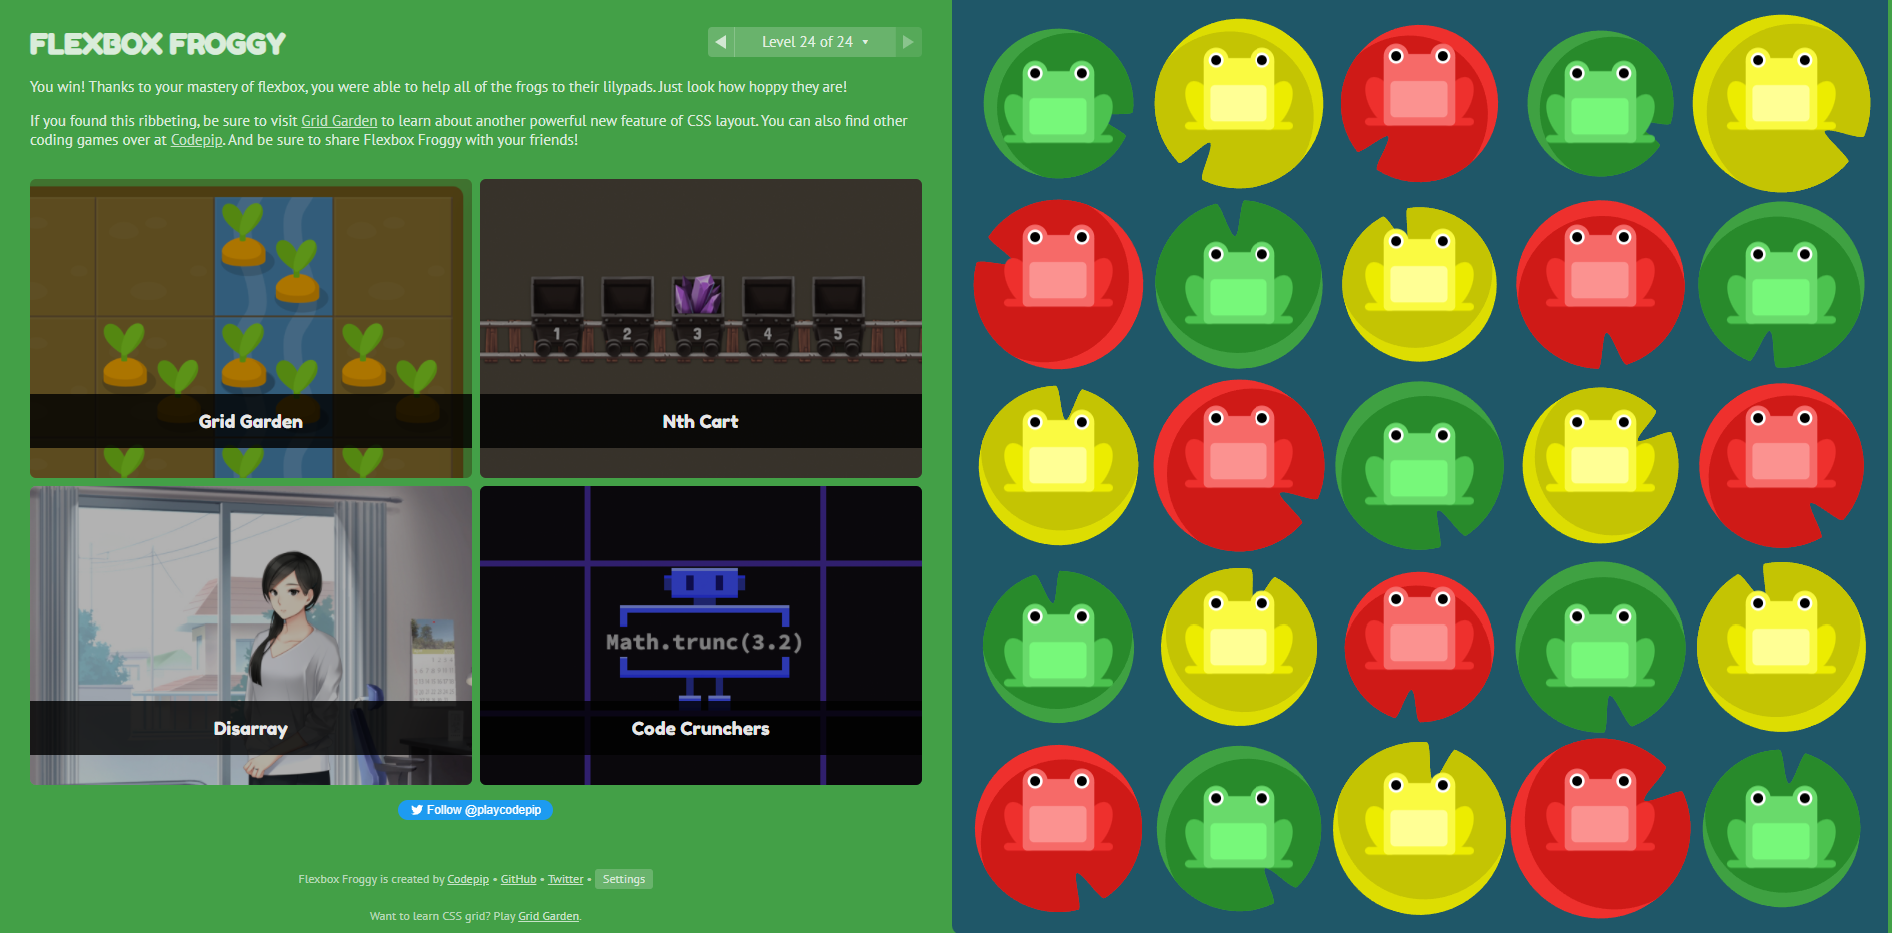 FLEXBOX FROGGY
Level 24 of 24
You win! Thanks to your mastery of flexbox, you were able to help all of the frogs to their lilypads. Just look how hoppy they are!
If you found this ribbeting, be sure to visit Grid Garden to learn about another powerful new feature of CSS layout. You can also find other
coding games over at Codepip. And be sure to share Flexbox Froggy with your friends!
1 2 3 4 5
Grid Garden
Nth Cart
Math.trunc(3.2)
Disarray
Code Crunchers
Follow @playcodepip
Flexbox Froggy is created by Codepip • GitHub • Twitter • Settings
Want to learn CSS grid? Play Grid Garden.